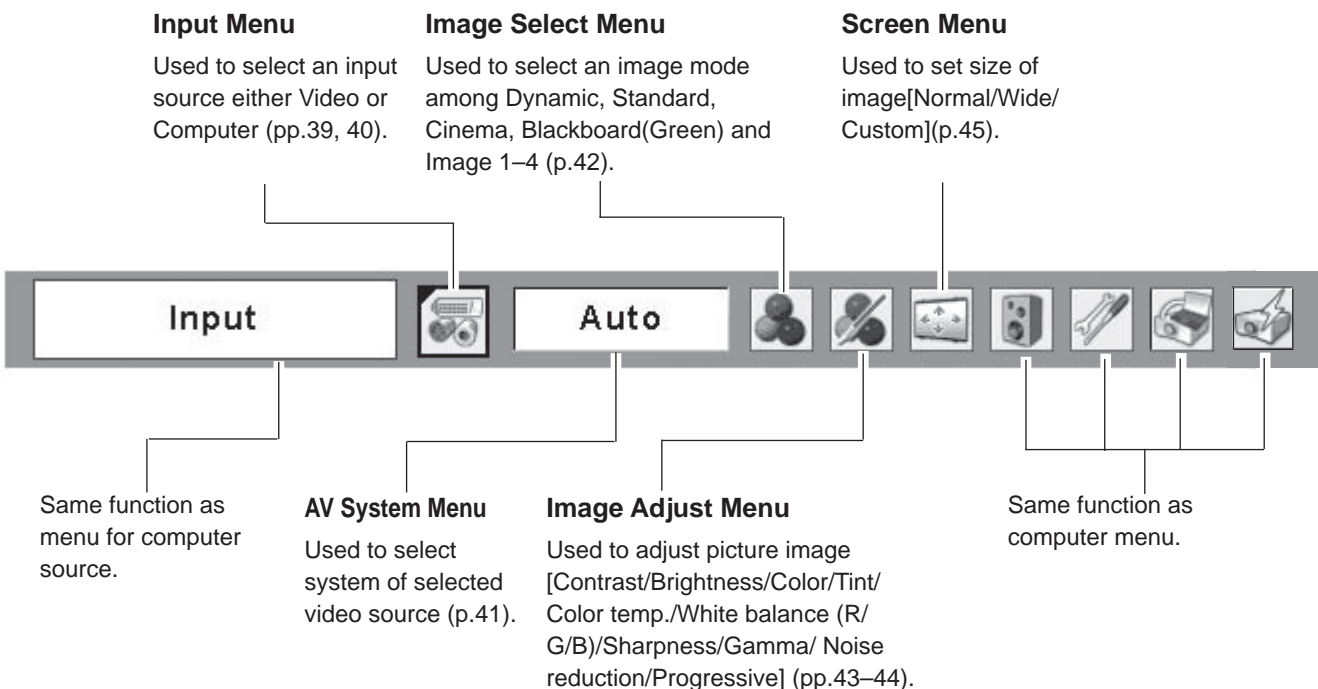 Input Menu
Used to select an input
source either Video or
Computer (pp.39, 40).
Image Select Menu
Used to select an image mode
among Dynamic, Standard,
Cinema, Blackboard(Green) and
Image 1–4 (p.42).
Screen Menu
Used to set size of
image[Normal/Wide/
Custom](p.45).
Input
Auto
Same function as
menu for computer
source.
AV System Menu
Used to select
system of selected
video source (p.41).
Image Adjust Menu
Used to adjust picture image
[Contrast/Brightness/Color/Tint/
Color temp./White balance (R/
G/B)/Sharpness/Gamma/ Noise
reduction/Progressive] (pp.43–44).
Same function as
computer menu.